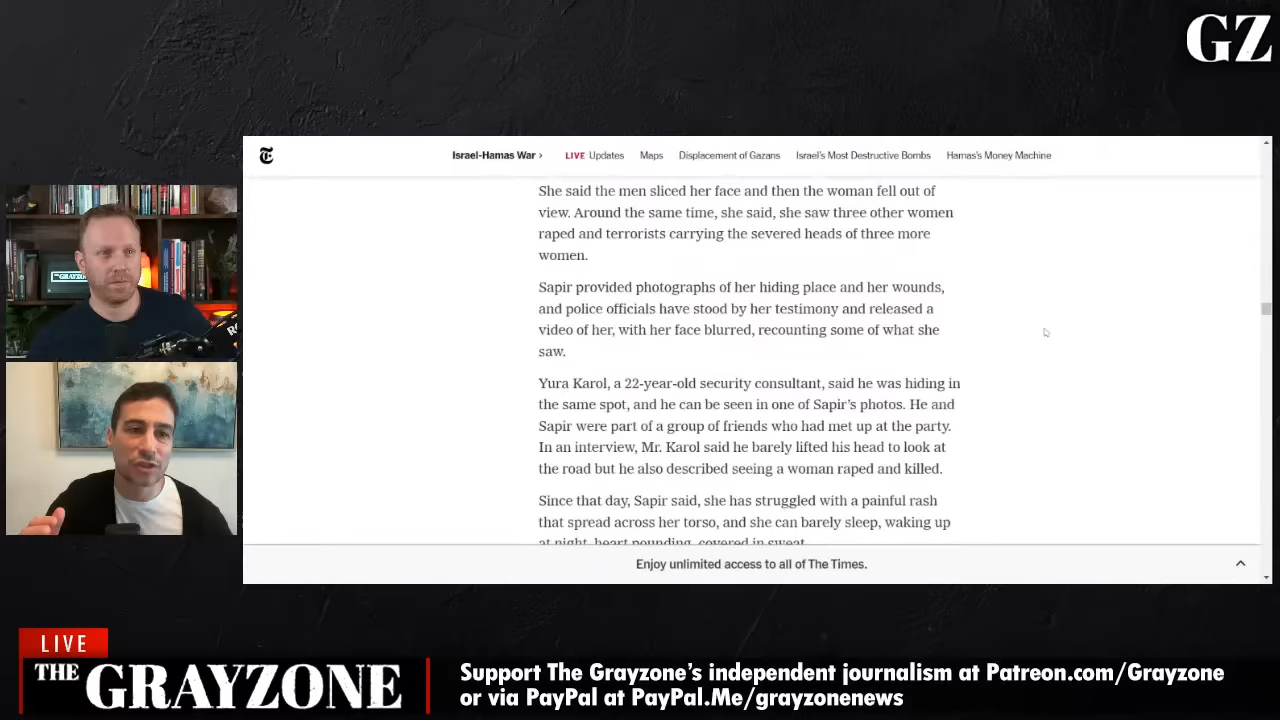 GZ
Israel-Hamas War ›
LIVE Updates
Maps
Displacement of Gazans
Israel's Most Destructive Bombs
Hamas's Money Machine
She said the men sliced her face and then the woman fell out of
view. Around the same time, she said, she saw three other women
raped and terrorists carrying the severed heads of three more
women.
Sapir provided photographs of her hiding place and her wounds,
and police officials have stood by her testimony and released a
video of her, with her face blurred, recounting some of what she
saw.
Yura Karol, a 22-year-old security consultant, said he was hiding in
the same spot, and he can be seen in one of Sapir's photos. He and
Sapir were part of a group of friends who had met up at the party.
In an interview, Mr. Karol said he barely lifted his head to look at
the road but he also described seeing a woman raped and killed.
Since that day, Sapir said, she has struggled with a painful rash
that spread across her torso, and she can barely sleep, waking up
at night, heart pounding, covered in sweat.
Enjoy unlimited access to all of The Times.
LIVE
THE GRAYZONE
Support The Grayzone's independent journalism at Patreon.com/Grayzone
or via PayPal at PayPal.Me/grayzonenews